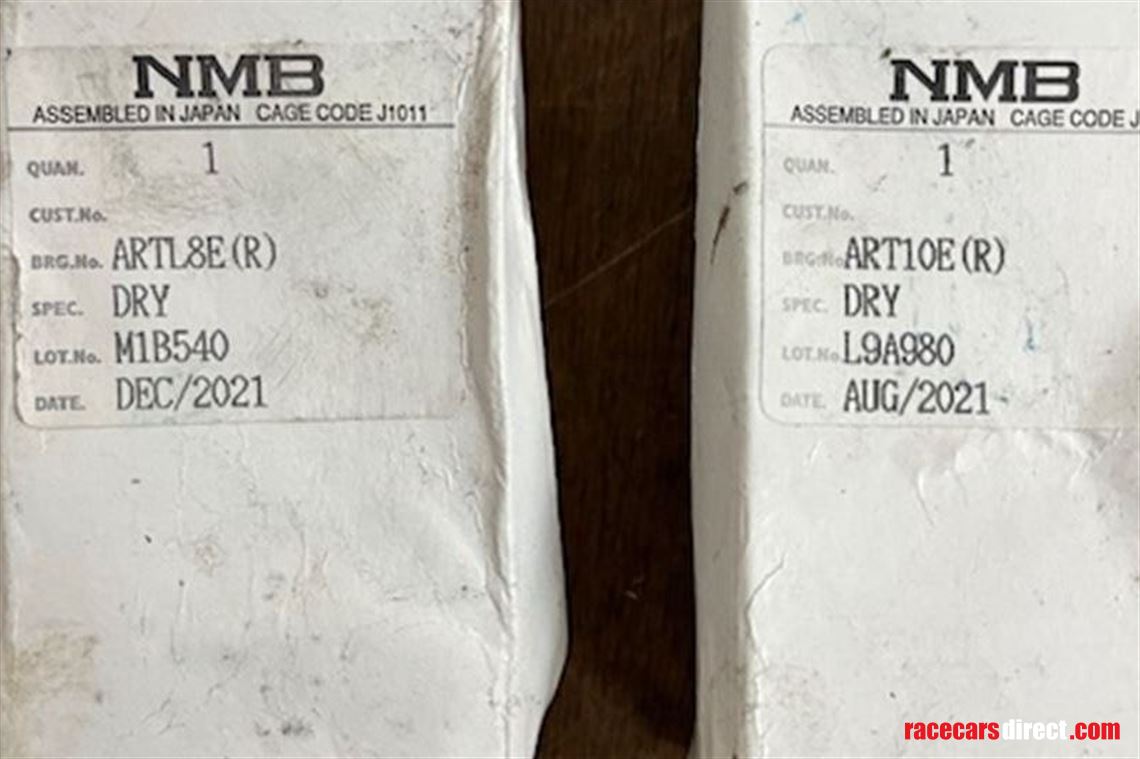 NMB
ASSEMBLED IN JAPAN CAGE CODE J1011
QUAN. 1
CUST.No.
BRG.No. ARTL8E(R)
SPEC. DRY
LOT.No. M1B540
DATE. DEC/2021
NMB
ASSEMBLED IN JAPAN CAGE CODE J
QUAN. 1
CUST.No.
BRG.No ART10E(R)
SPEC. DRY
LOT.No. L9A980
DATE. AUG/2021
racecarsdirect.com